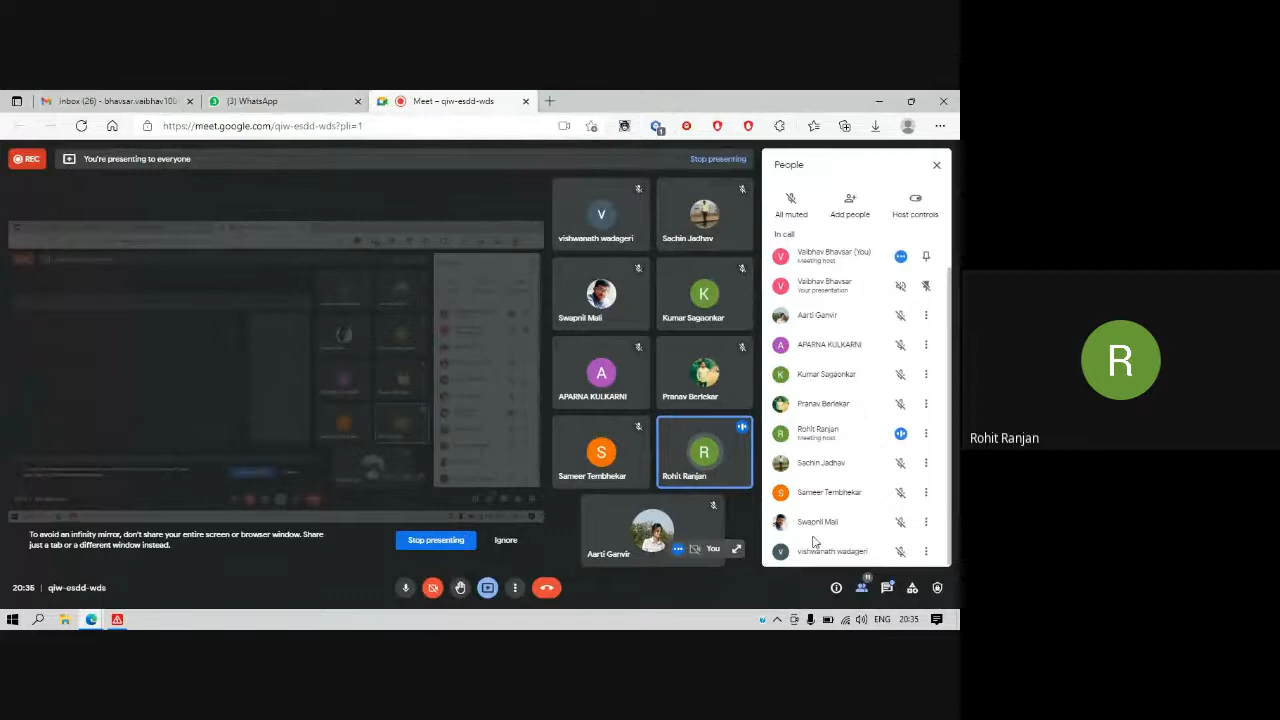 Inbox (26) - bhavsar.vaibhav100
(3) WhatsApp
Meet – qiw-esdd-wds
https://meet.google.com/qiw-esdd-wds?pli=1
1
REC
You're presenting to everyone
Stop presenting
V
vishwanath wadageri
Sachin Jadhav
Swapnil Mali
K
Kumar Sagaonkar
A
APARNA KULKARNI
Pranav Berlekar
S
Sameer Tembhekar
R
Rohit Ranjan
Aarti Ganvir
You
To avoid an infinity mirror, don't share your entire screen or browser window. Share
just a tab or a different window instead.
Stop presenting
Ignore
People
All muted
Add people
Host controls
In call
V
Vaibhav Bhavsar (You)
Meeting host
V
Vaibhav Bhavsar
Your presentation
Aarti Ganvir
A
APARNA KULKARNI
K
Kumar Sagaonkar
Pranav Berlekar
R
Rohit Ranjan
Meeting host
Sachin Jadhav
S
Sameer Tembhekar
Swapnil Mali
V
vishwanath wadageri
20:35
qiw-esdd-wds
11
ENG
20:35
R
Rohit Ranjan